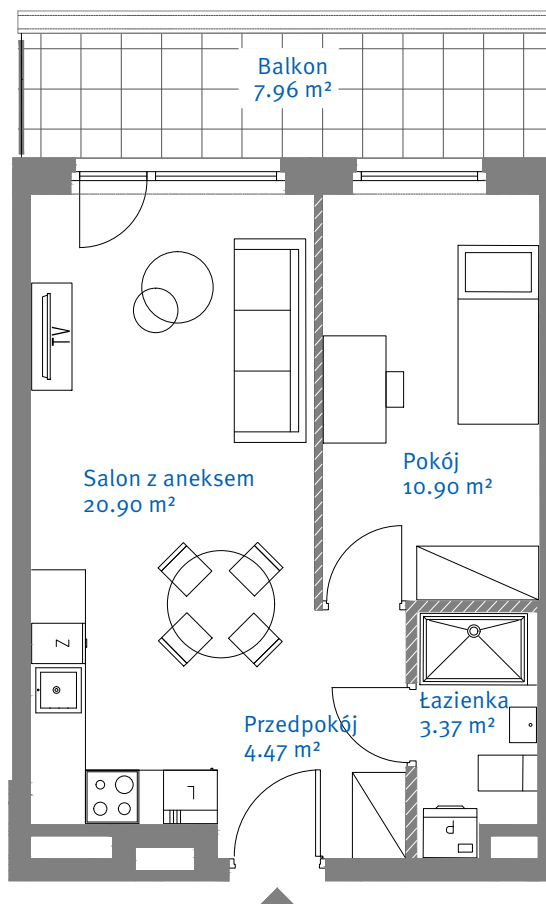 Balkon
7.96 m²
TV
Salon z aneksem
20.90 m²
Pokój
10.90 m²
Z
Łazienka
3.37 m²
Przedpokój
4.47 m²
L
P